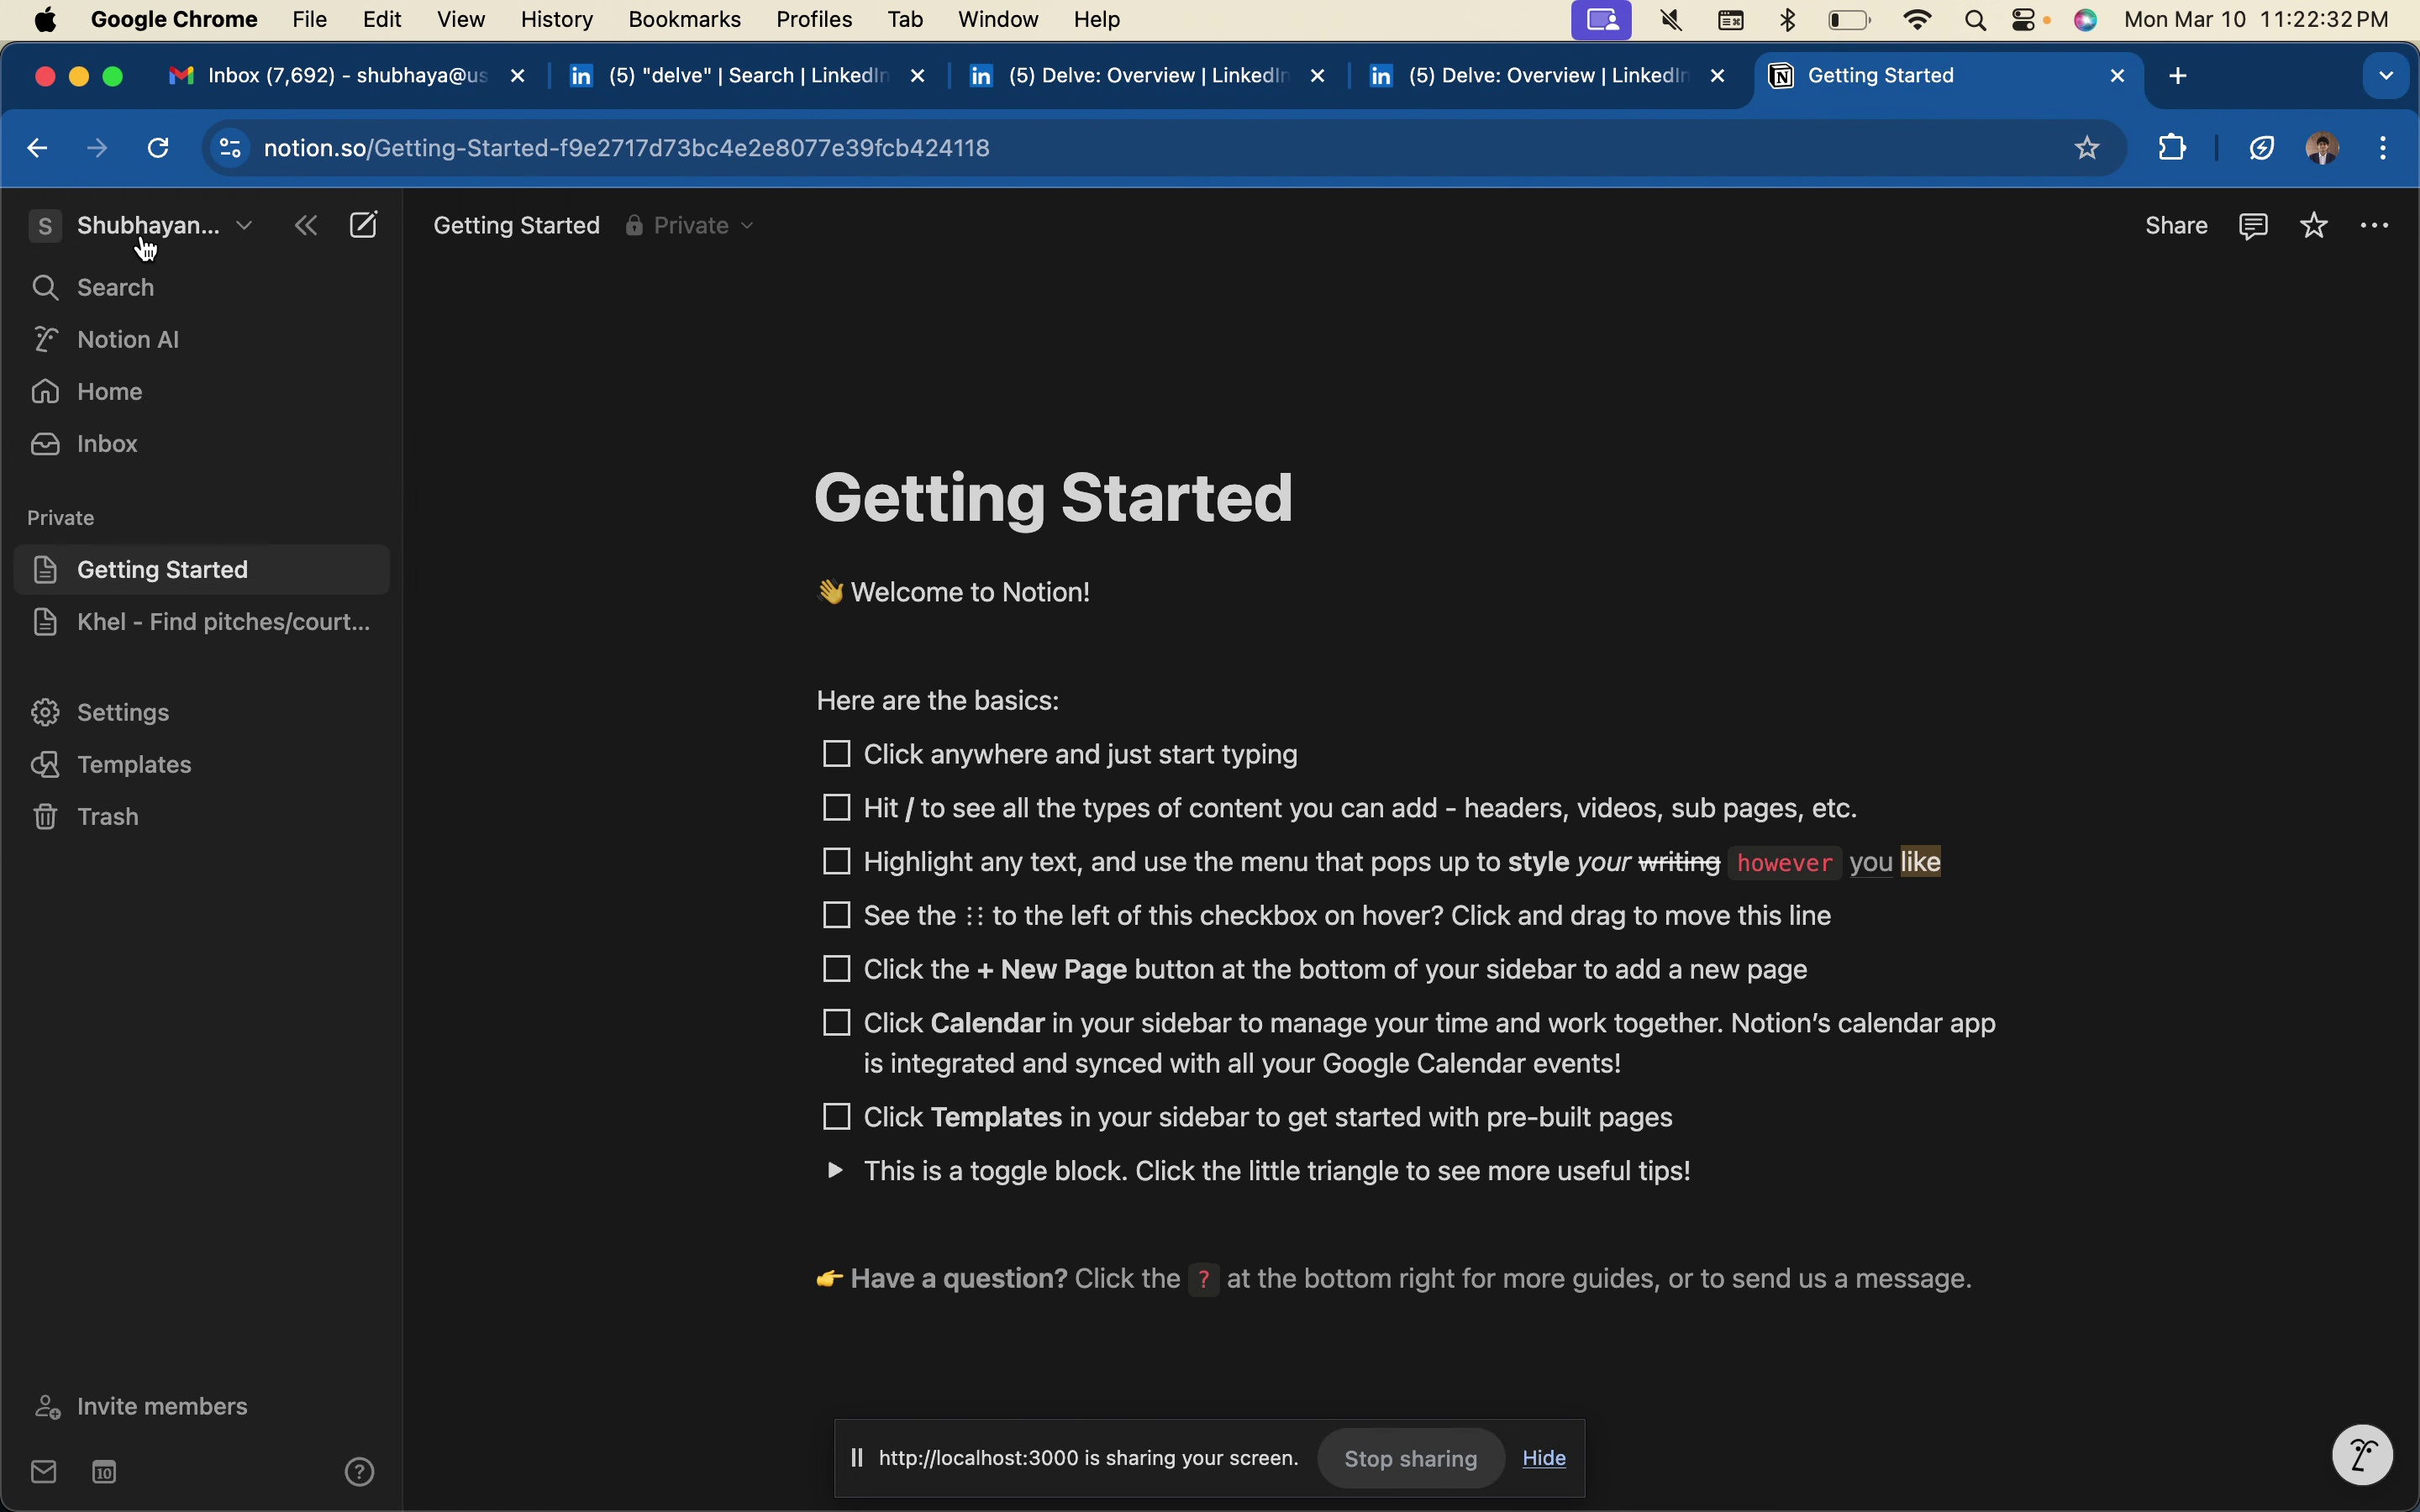 Google Chrome File Edit View History Bookmarks Profiles Tab Window Help Mon Mar 10 11:22:32 PM
Inbox (7,692) - shubhaya@us (5) "delve" | Search | LinkedIn (5) Delve: Overview | LinkedIn (5) Delve: Overview | LinkedIn Getting Started
notion.so/Getting-Started-f9e2717d73bc4e2e8077e39fcb424118
S Shubhayan...
Getting Started Private
Share
Search
Notion AI
Home
Inbox
Private
Getting Started
Khel - Find pitches/court...
Settings
Templates
Trash
Invite members
10
Getting Started
👋 Welcome to Notion!
Here are the basics:
Click anywhere and just start typing
Hit / to see all the types of content you can add - headers, videos, sub pages, etc.
Highlight any text, and use the menu that pops up to style your writing however you like
See the ⋮⋮ to the left of this checkbox on hover? Click and drag to move this line
Click the + New Page button at the bottom of your sidebar to add a new page
Click Calendar in your sidebar to manage your time and work together. Notion’s calendar app
is integrated and synced with all your Google Calendar events!
Click Templates in your sidebar to get started with pre-built pages
This is a toggle block. Click the little triangle to see more useful tips!
👉 Have a question? Click the ? at the bottom right for more guides, or to send us a message.
http://localhost:3000 is sharing your screen. Stop sharing Hide